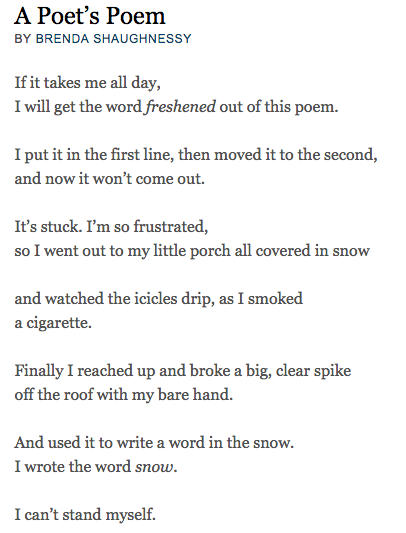 A Poet’s Poem
BY BRENDA SHAUGHNESSY
If it takes me all day,
I will get the word freshened out of this poem.
I put it in the first line, then moved it to the second,
and now it won’t come out.
It’s stuck. I’m so frustrated,
so I went out to my little porch all covered in snow
and watched the icicles drip, as I smoked
a cigarette.
Finally I reached up and broke a big, clear spike
off the roof with my bare hand.
And used it to write a word in the snow.
I wrote the word snow.
I can’t stand myself.